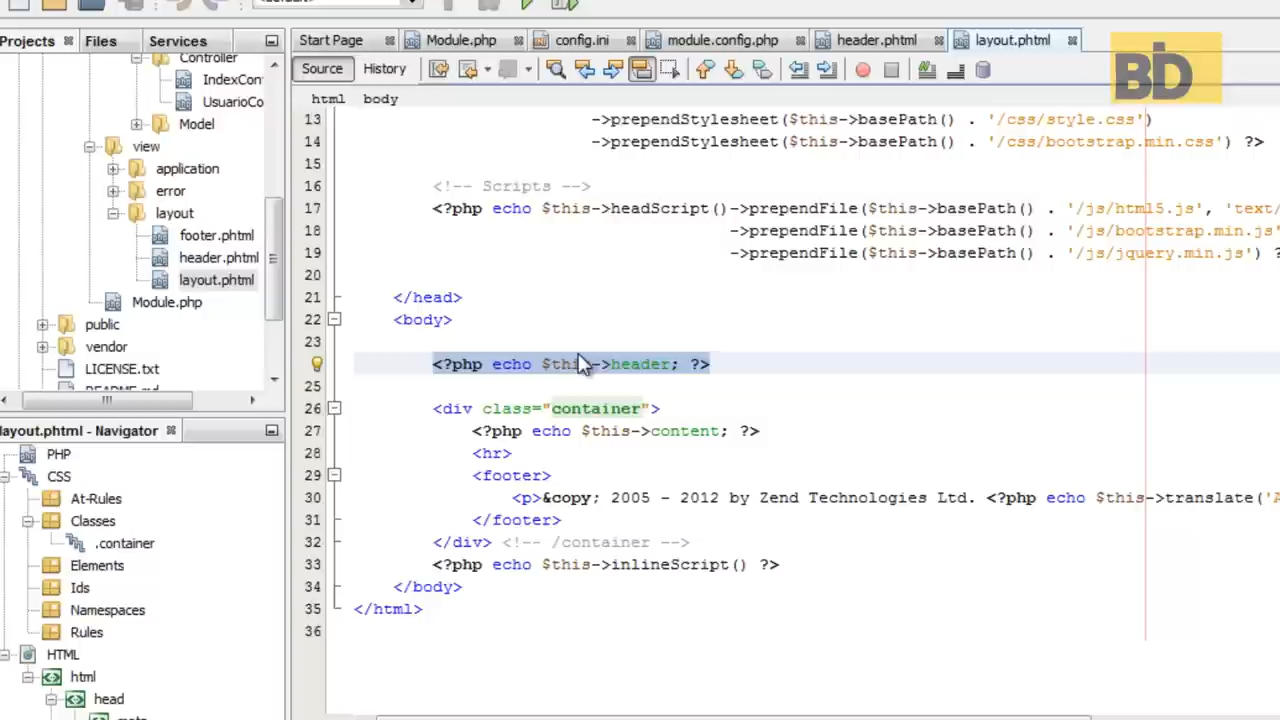 Projects
Files
Services
Start Page
Module.php
config.ini
module.config.php
header.phtml
layout.phtml
BD
Source
History
html body
Controller
IndexCon
UsuarioCo
Model
view
application
error
layout
footer.phtml
header.phtml
layout.phtml
Module.php
public
vendor
LICENSE.txt
README.md
layout.phtml - Navigator
PHP
CSS
At-Rules
Classes
.container
Elements
Ids
Namespaces
Rules
HTML
html
head
13 ->prependStylesheet($this->basePath() . '/css/style.css')
14 ->prependStylesheet($this->basePath() . '/css/bootstrap.min.css') ?>
15
16 <!-- Scripts -->
17 <?php echo $this->headScript()->prependFile($this->basePath() . '/js/html5.js', 'text/
18 ->prependFile($this->basePath() . '/js/bootstrap.min.js'
19 ->prependFile($this->basePath() . '/js/jquery.min.js') ?
20
21 </head>
22 <body>
23
<?php echo $this->header; ?>
25
26 <div class="container">
27 <?php echo $this->content; ?>
28 <hr>
29 <footer>
30 <p>&copy; 2005 - 2012 by Zend Technologies Ltd. <?php echo $this->translate('A
31 </footer>
32 </div> <!-- /container -->
33 <?php echo $this->inlineScript() ?>
34 </body>
35 </html>
36